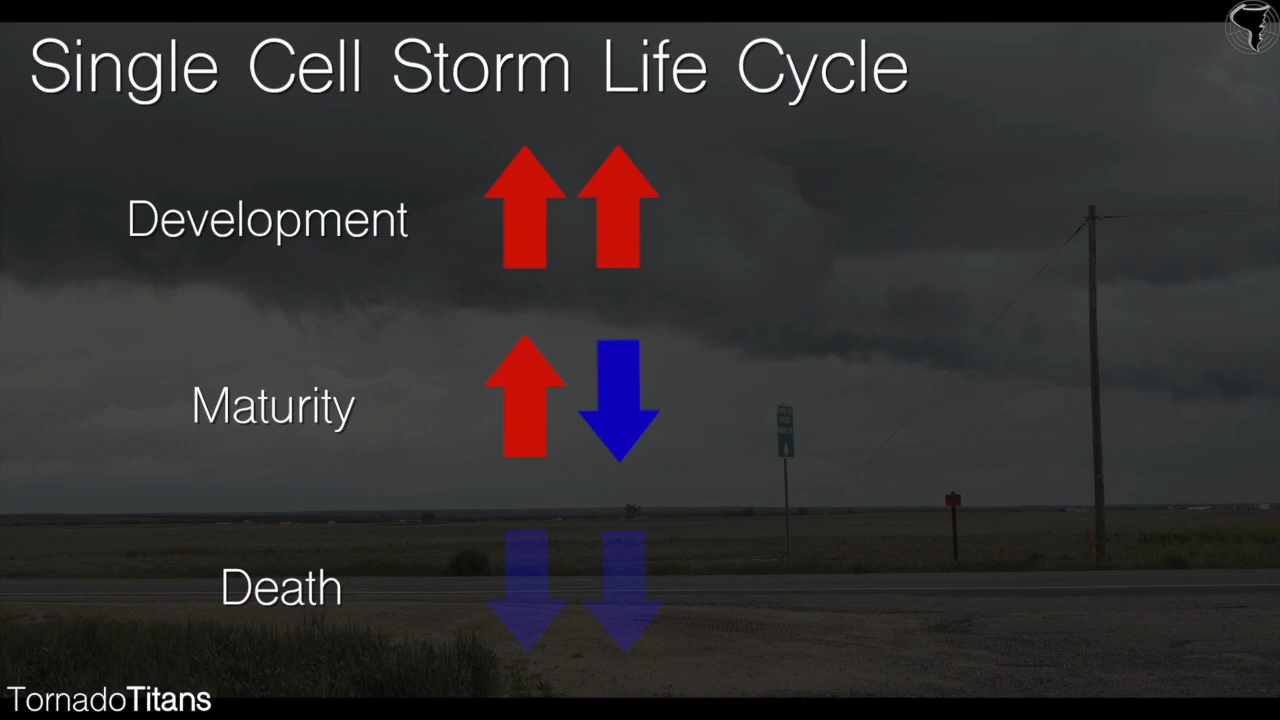 Single Cell Storm Life Cycle
Development
Maturity
Death
TornadoTitans